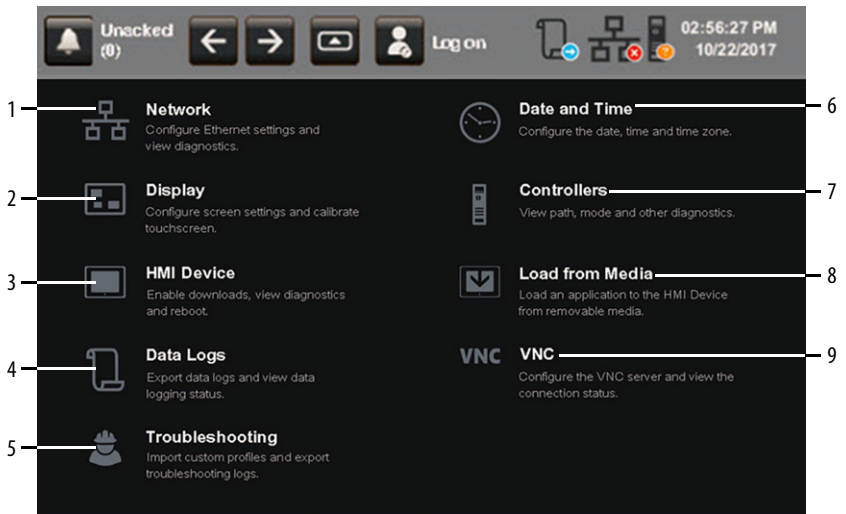 Unacked
(0)
Log on
02:56:27 PM
10/22/2017
1
Network
Configure Ethernet settings and
view diagnostics.
2
Display
Configure screen settings and calibrate
touchscreen.
3
HMI Device
Enable downloads, view diagnostics
and reboot.
4
Data Logs
Export data logs and view data
logging status.
5
Troubleshooting
Import custom profiles and export
troubleshooting logs.
Date and Time
6
Configure the date, time and time zone.
Controllers
7
View path, mode and other diagnostics.
Load from Media
8
Load an application to the HMI Device
from removable media.
VNC
VNC
9
Configure the VNC server and view the
connection status.